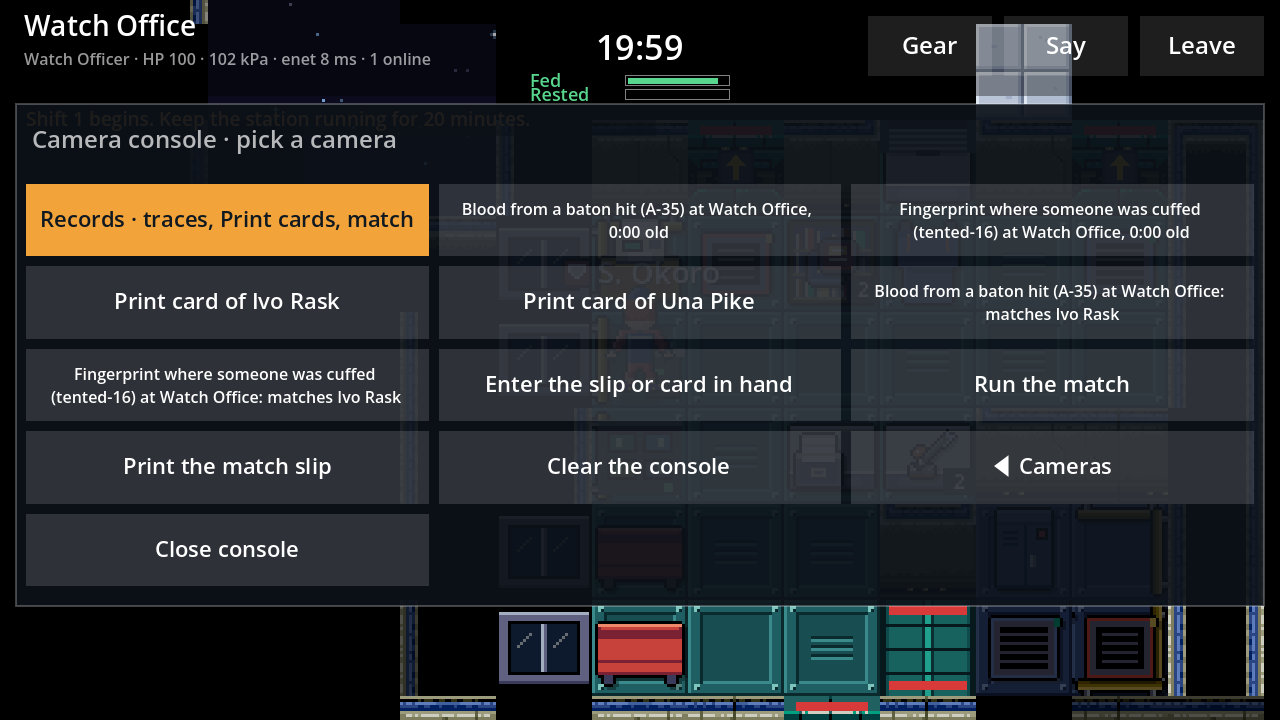 Watch Office
Watch Officer · HP 100 · 102 kPa · enet 8 ms · 1 online
19:59
Fed
Rested
Gear
Say
Leave
Shift 1 begins. Keep the station running for 20 minutes.
Camera console · pick a camera
Records · traces, Print cards, match
Blood from a baton hit (A-35) at Watch Office,
0:00 old
Fingerprint where someone was cuffed
(tented-16) at Watch Office, 0:00 old
S. Okoro
2
Print card of Ivo Rask
Print card of Una Pike
Blood from a baton hit (A-35) at Watch Office:
matches Ivo Rask
Fingerprint where someone was cuffed
(tented-16) at Watch Office: matches Ivo Rask
Enter the slip or card in hand
Run the match
Print the match slip
Clear the console
◀ Cameras
2
Close console